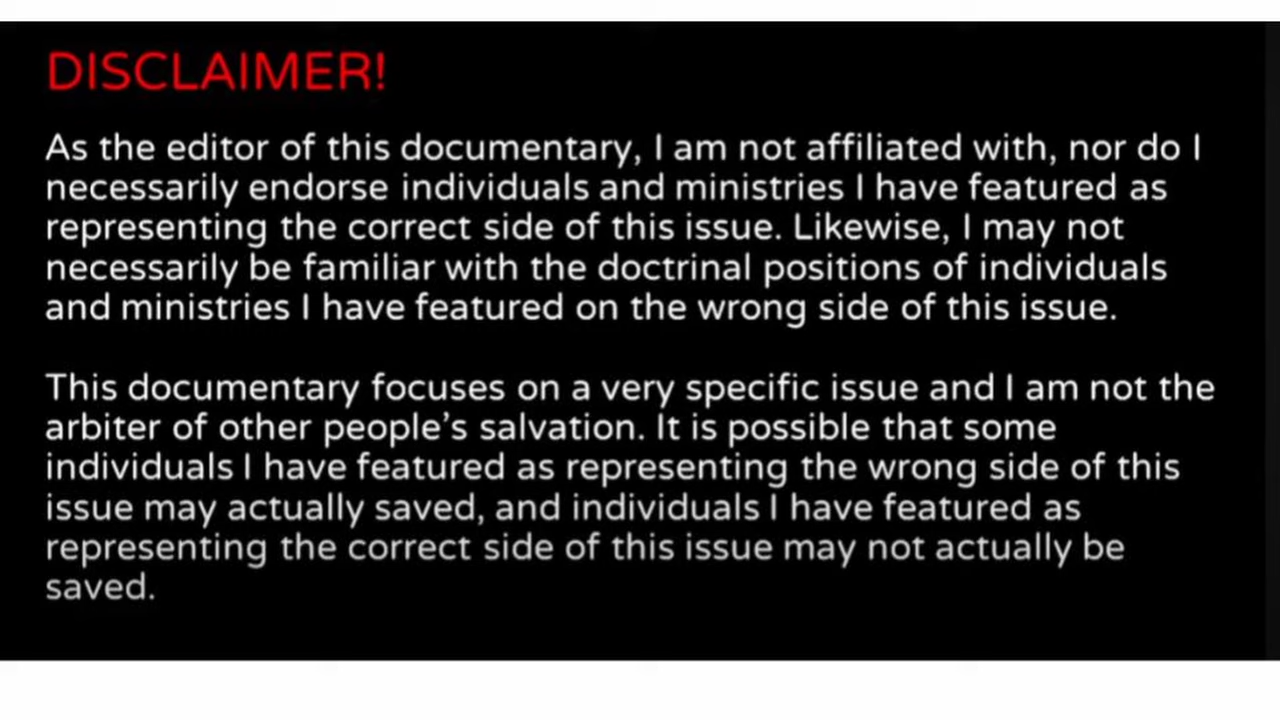 DISCLAIMER!
As the editor of this documentary, I am not affiliated with, nor do I
necessarily endorse individuals and ministries I have featured as
representing the correct side of this issue. Likewise, I may not
necessarily be familiar with the doctrinal positions of individuals
and ministries I have featured on the wrong side of this issue.
This documentary focuses on a very specific issue and I am not the
arbiter of other people's salvation. It is possible that some
individuals I have featured as representing the wrong side of this
issue may actually saved, and individuals I have featured as
representing the correct side of this issue may not actually be
saved.